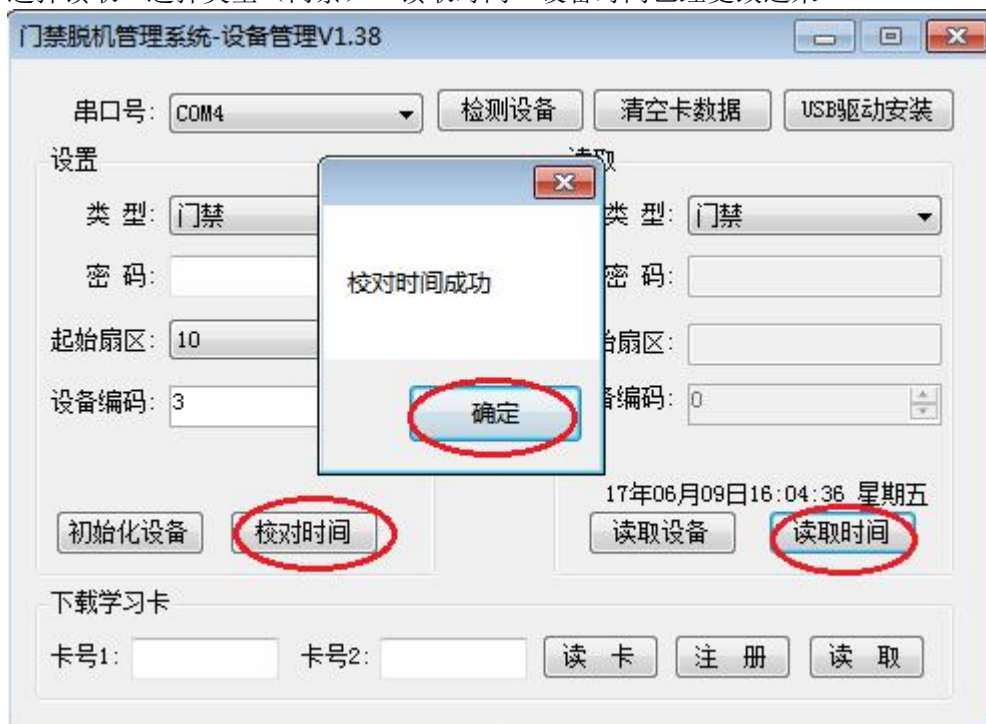 门禁脱机管理系统-设备管理V1.38
串口号: COM4 检测设备 清空卡数据 USB驱动安装
设置 读取
类 型: 门禁 类 型: 门禁
密 码: 密 码:
校对时间成功
起始扇区: 10 扇区:
设备编码: 3 确定 编码: 0
17年06月09日16:04:36 星期五
初始化设备 校对时间 读取设备 读取时间
下载学习卡
卡号1: 卡号2: 读 卡 注 册 读 取